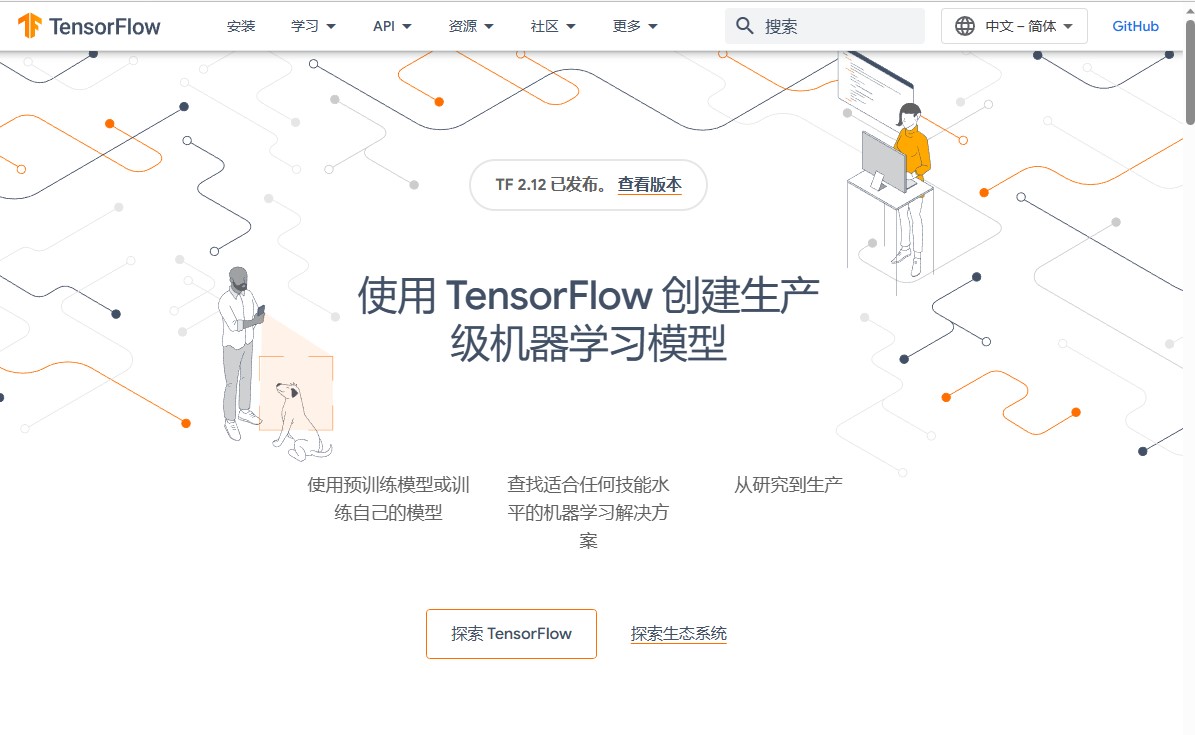 TensorFlow 安装 学习 API 资源 社区 更多 搜索 中文 – 简体 GitHub
TF 2.12 已发布。 查看版本
使用 TensorFlow 创建生产
级机器学习模型
使用预训练模型或训
练自己的模型
查找适合任何技能水
平的机器学习解决方
案
从研究到生产
探索 TensorFlow 探索生态系统